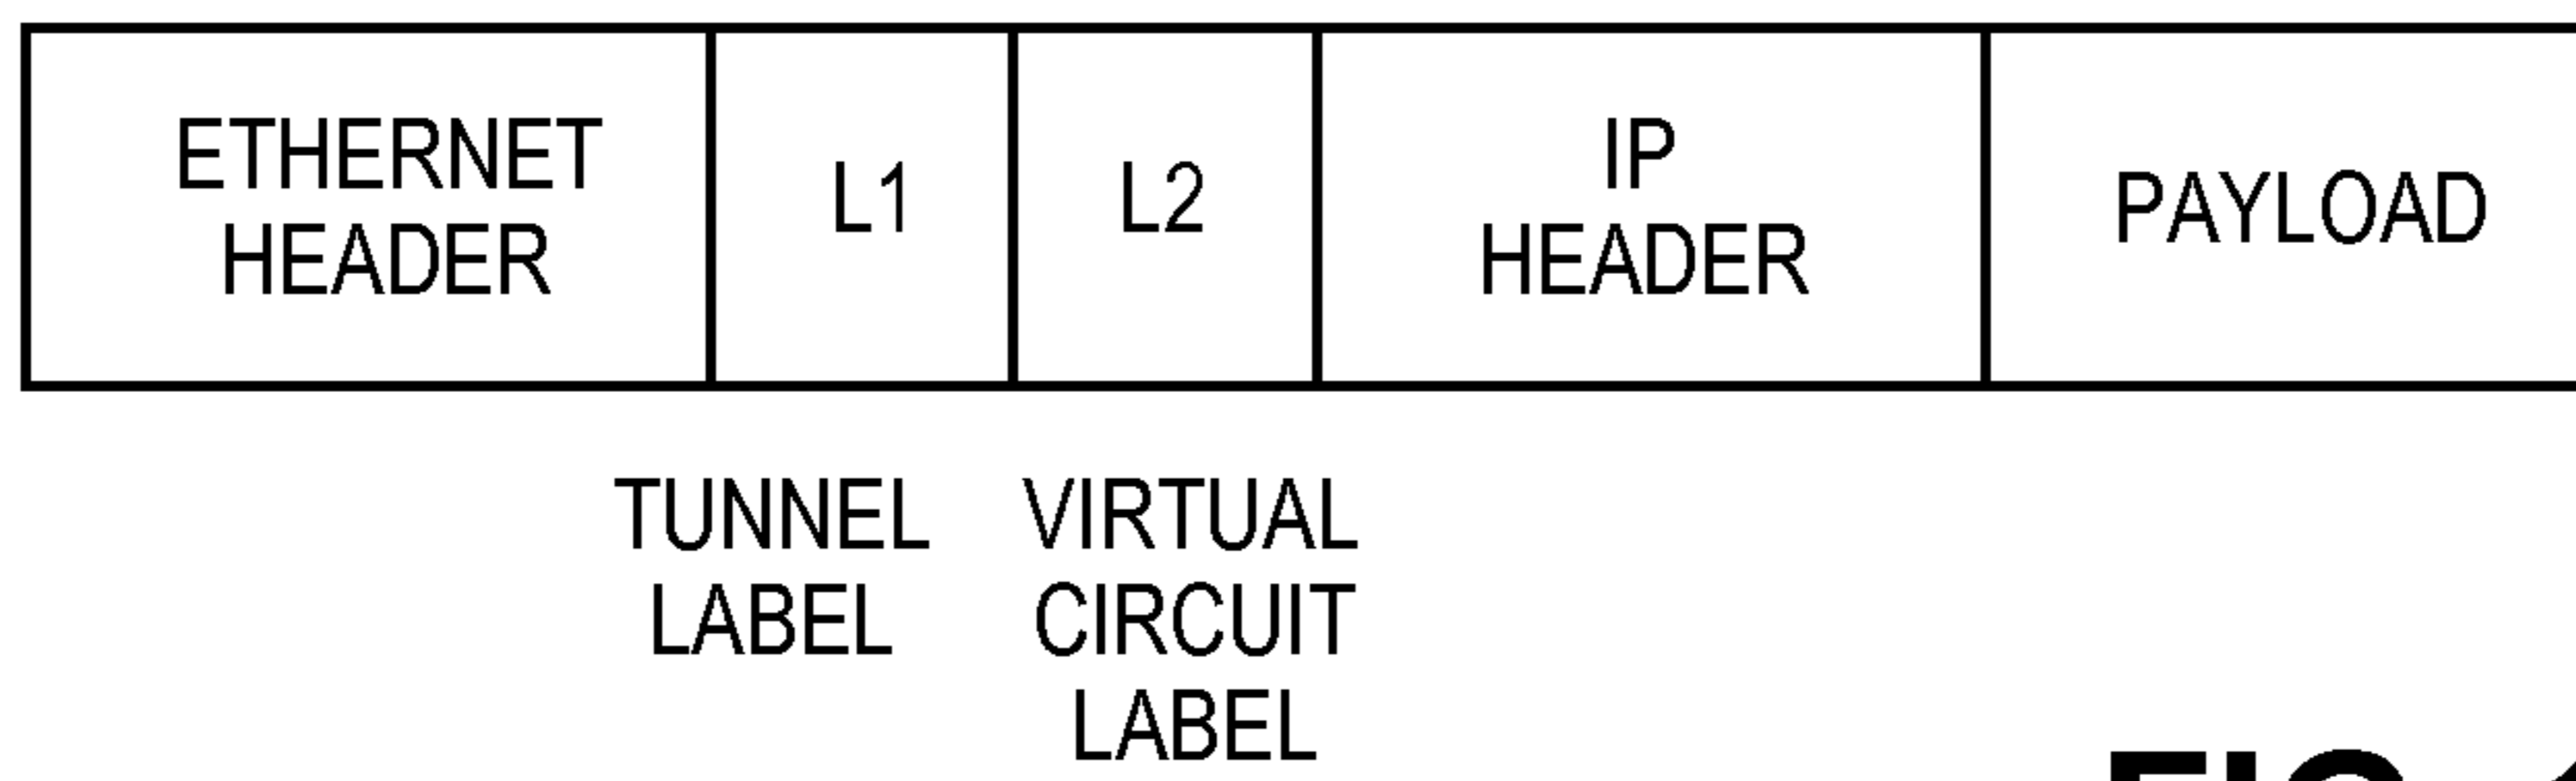 ETHERNET
HEADER
L1
L2
IP
HEADER
PAYLOAD
TUNNEL
LABEL
VIRTUAL
CIRCUIT
LABEL